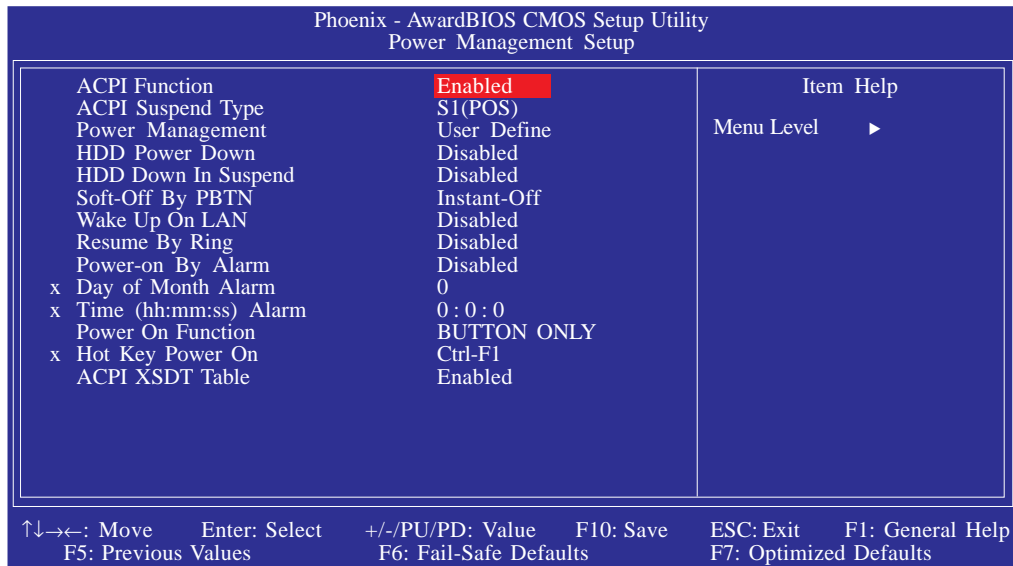 Phoenix - AwardBIOS CMOS Setup Utility
Power Management Setup
ACPI Function Enabled
ACPI Suspend Type S1(POS)
Power Management User Define
HDD Power Down Disabled
HDD Down In Suspend Disabled
Soft-Off By PBTN Instant-Off
Wake Up On LAN Disabled
Resume By Ring Disabled
Power-on By Alarm Disabled
x Day of Month Alarm 0
x Time (hh:mm:ss) Alarm 0 : 0 : 0
Power On Function BUTTON ONLY
x Hot Key Power On Ctrl-F1
ACPI XSDT Table Enabled
Item Help
Menu Level ►
↑↓→←: Move Enter: Select +/-/PU/PD: Value F10: Save ESC: Exit F1: General Help
F5: Previous Values F6: Fail-Safe Defaults F7: Optimized Defaults